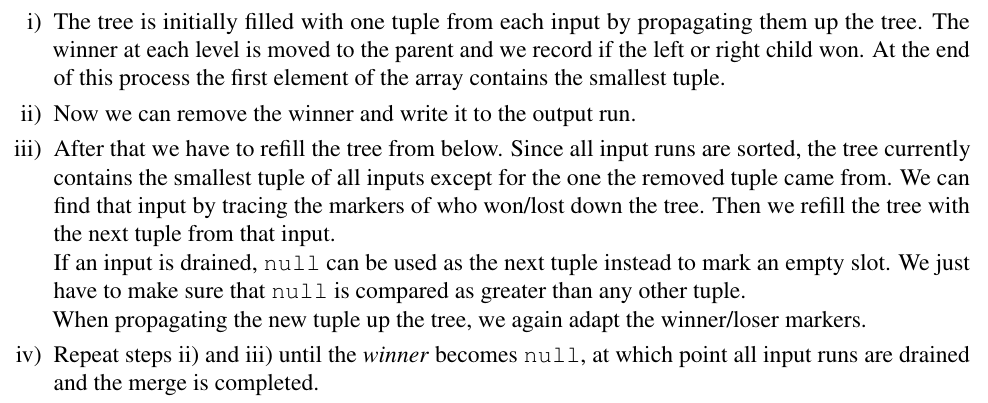 i) The tree is initially filled with one tuple from each input by propagating them up the tree. The
winner at each level is moved to the parent and we record if the left or right child won. At the end
of this process the first element of the array contains the smallest tuple.
ii) Now we can remove the winner and write it to the output run.
iii) After that we have to refill the tree from below. Since all input runs are sorted, the tree currently
contains the smallest tuple of all inputs except for the one the removed tuple came from. We can
find that input by tracing the markers of who won/lost down the tree. Then we refill the tree with
the next tuple from that input.
If an input is drained, null can be used as the next tuple instead to mark an empty slot. We just
have to make sure that null is compared as greater than any other tuple.
When propagating the new tuple up the tree, we again adapt the winner/loser markers.
iv) Repeat steps ii) and iii) until the winner becomes null, at which point all input runs are drained
and the merge is completed.